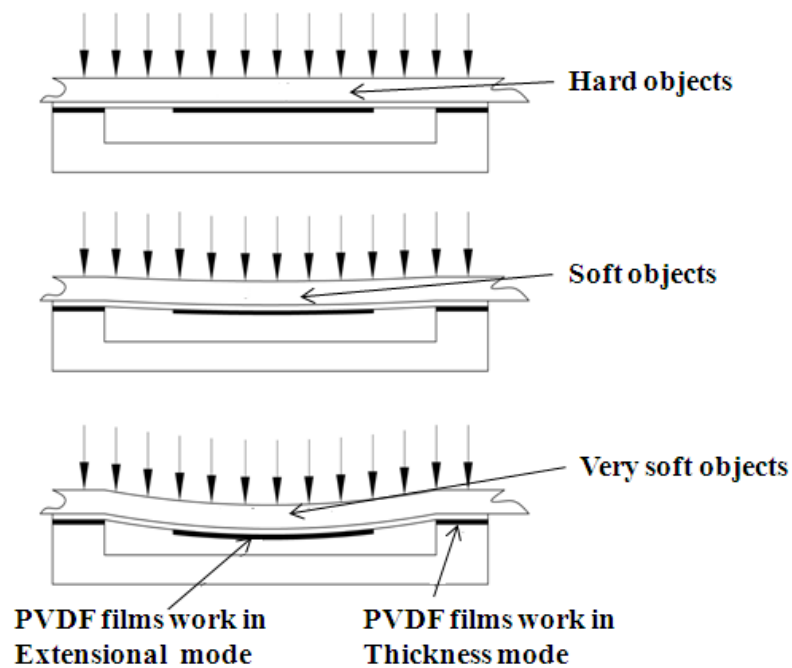 Hard objects
Soft objects
Very soft objects
PVDF films work in
Extensional mode
PVDF films work in
Thickness mode